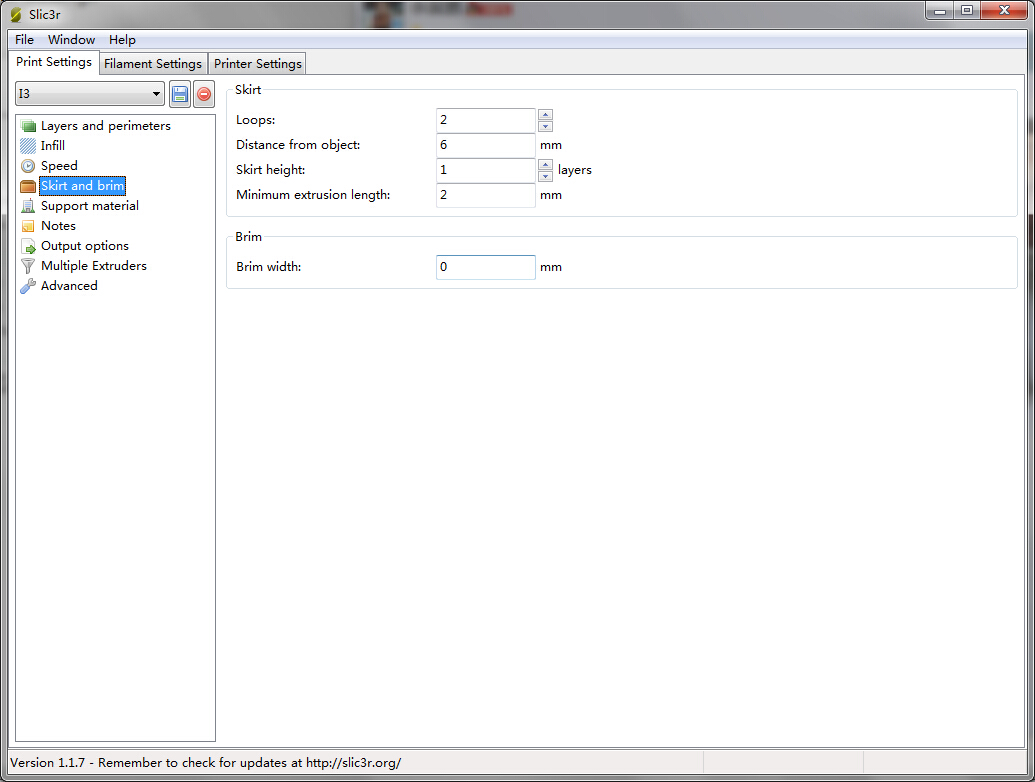 Slic3r
File Window Help
Print Settings Filament Settings Printer Settings
I3
Layers and perimeters
Infill
Speed
Skirt and brim
Support material
Notes
Output options
Multiple Extruders
Advanced
Skirt
Loops: 2
Distance from object: 6 mm
Skirt height: 1 layers
Minimum extrusion length: 2 mm
Brim
Brim width: 0 mm
Version 1.1.7 - Remember to check for updates at http://slic3r.org/